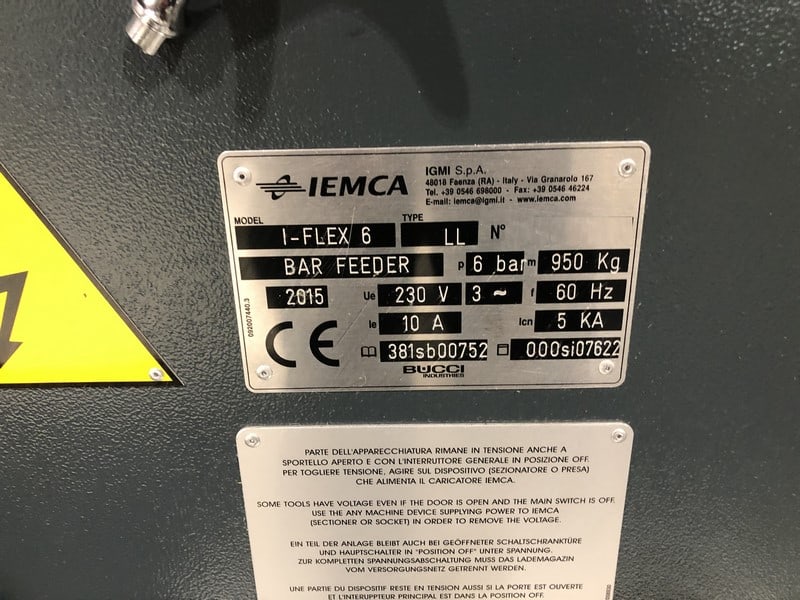 IEMCA
IGMI S.p.A.
48018 Faenza (RA) - Italy - Via Granarolo 167
Tel. +39 0546 698000 - Fax: +39 0546 46224
E-mail: iemca@igmi.it - www.iemca.com
MODEL I-FLEX 6 TYPE LL N°
BAR FEEDER p 6 bar m 950 Kg
2015 Ue 230 V 3 ~ f 60 Hz
Ie 10 A Icn 5 KA
CE 381sb00752 000si07622
092007440.3
BUCCI
INDUSTRIES
PARTE DELL'APPARECCHIATURA RIMANE IN TENSIONE ANCHE A
SPORTELLO APERTO E CON L'INTERRUTTORE GENERALE IN POSIZIONE OFF.
PER TOGLIERE TENSIONE, AGIRE SUL DISPOSITIVO (SEZIONATORE O PRESA)
CHE ALIMENTA IL CARICATORE IEMCA.
SOME TOOLS HAVE VOLTAGE EVEN IF THE DOOR IS OPEN AND THE MAIN SWITCH IS OFF.
USE THE ANY MACHINE DEVICE SUPPLYING POWER TO IEMCA
(SECTIONER OR SOCKET) IN ORDER TO REMOVE THE VOLTAGE.
EIN TEIL DER ANLAGE BLEIBT AUCH BEI GEÖFFNETER SCHALTSCHRANKTÜRE
UND HAUPTSCHALTER IN "POSITION OFF" UNTER SPANNUNG.
ZUR KOMPLETTEN SPANNUNGSABSCHALTUNG MUSS DAS LADEMAGAZIN
VOM VERSORGUNGSNETZ GETRENNT WERDEN.
UNE PARTIE DU DISPOSITIF RESTE EN TENSION AUSSI SI LA PORTE EST OUVERTE
ET L'INTERUPPTEUR PRINCIPAL EST DANS LA POSITION OFF.